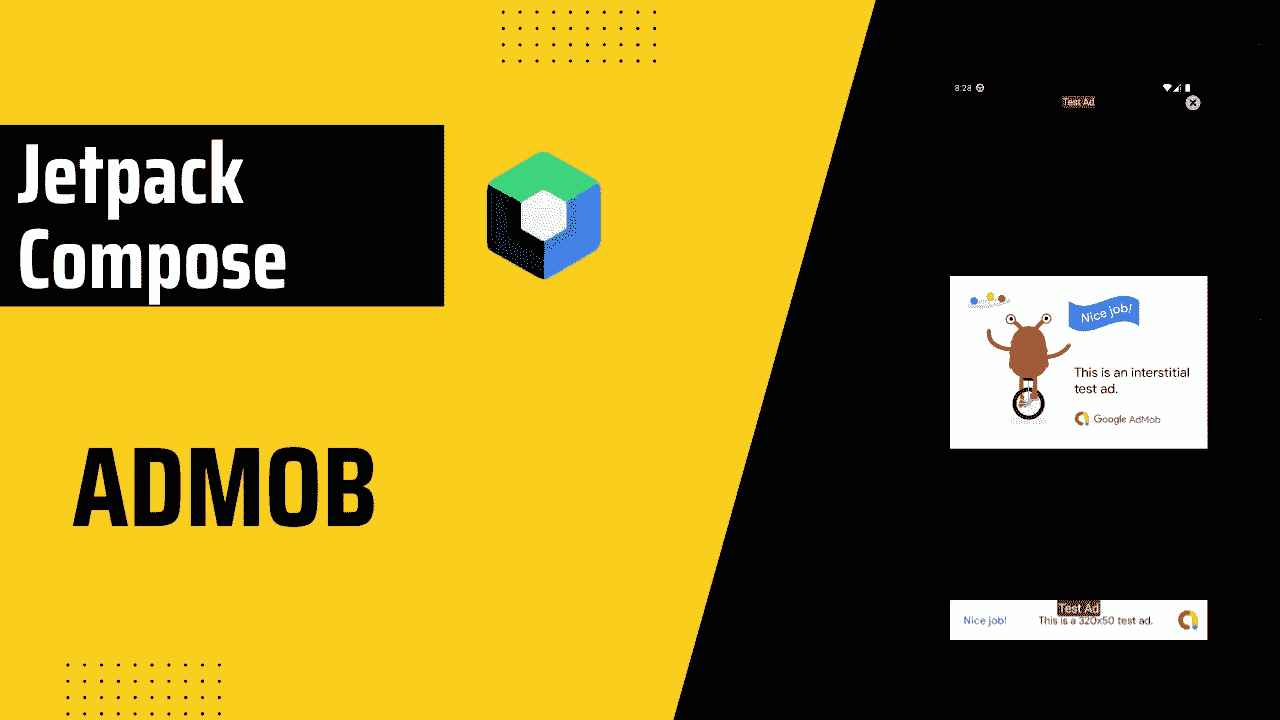 Jetpack
Compose
ADMOB
8:28
Test Ad
Nice job!
This is an interstitial
test ad.
Google AdMob
Test Ad
Nice job!
This is a 320x50 test ad.